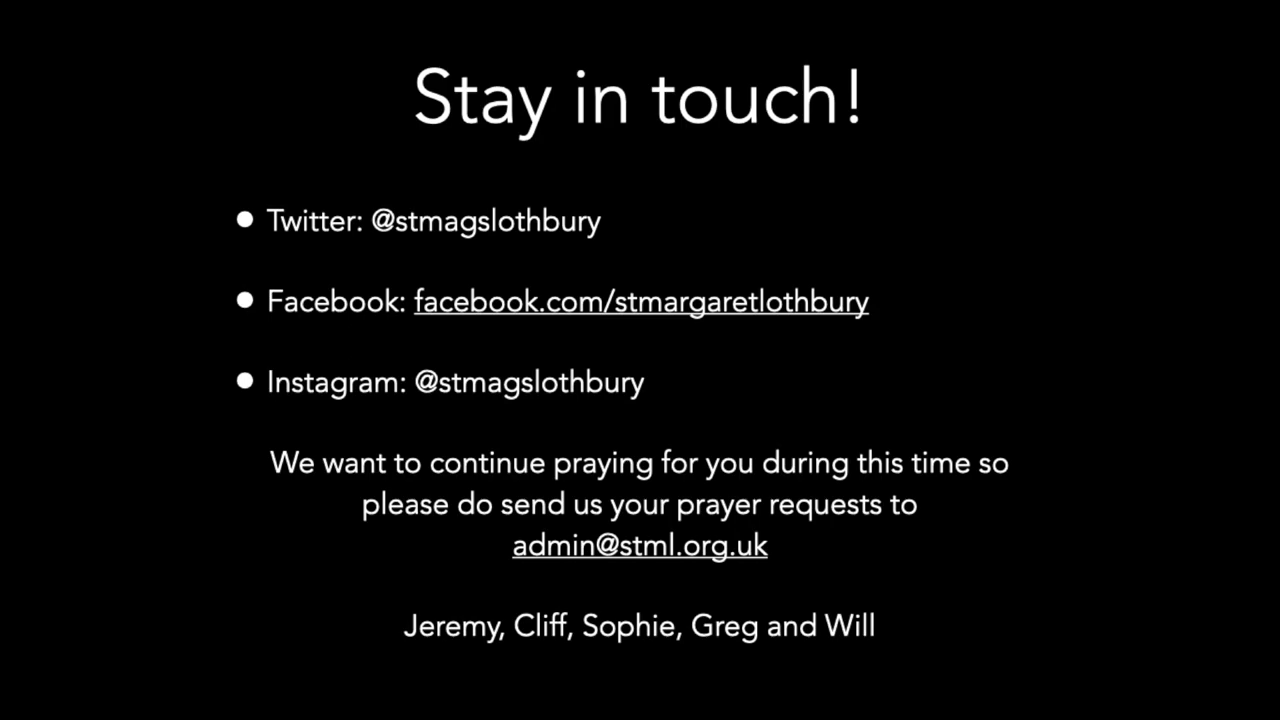 Stay in touch!
• Twitter: @stmagslothbury
• Facebook: facebook.com/stmargaretlothbury
• Instagram: @stmagslothbury
We want to continue praying for you during this time so
please do send us your prayer requests to
admin@stml.org.uk
Jeremy, Cliff, Sophie, Greg and Will